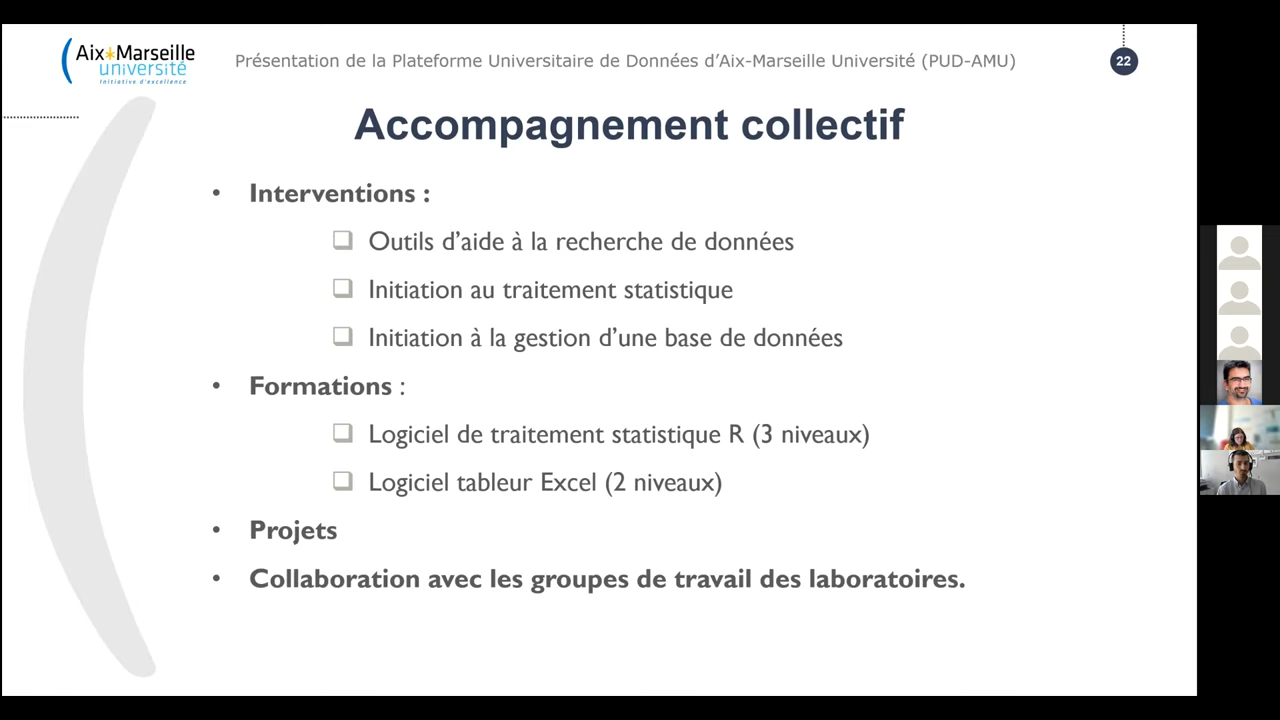 Aix*Marseille
université
Initiative d'excellence
Présentation de la Plateforme Universitaire de Données d'Aix-Marseille Université (PUD-AMU)
22
Accompagnement collectif
• Interventions :
❑ Outils d'aide à la recherche de données
❑ Initiation au traitement statistique
❑ Initiation à la gestion d'une base de données
• Formations :
❑ Logiciel de traitement statistique R (3 niveaux)
❑ Logiciel tableur Excel (2 niveaux)
• Projets
• Collaboration avec les groupes de travail des laboratoires.